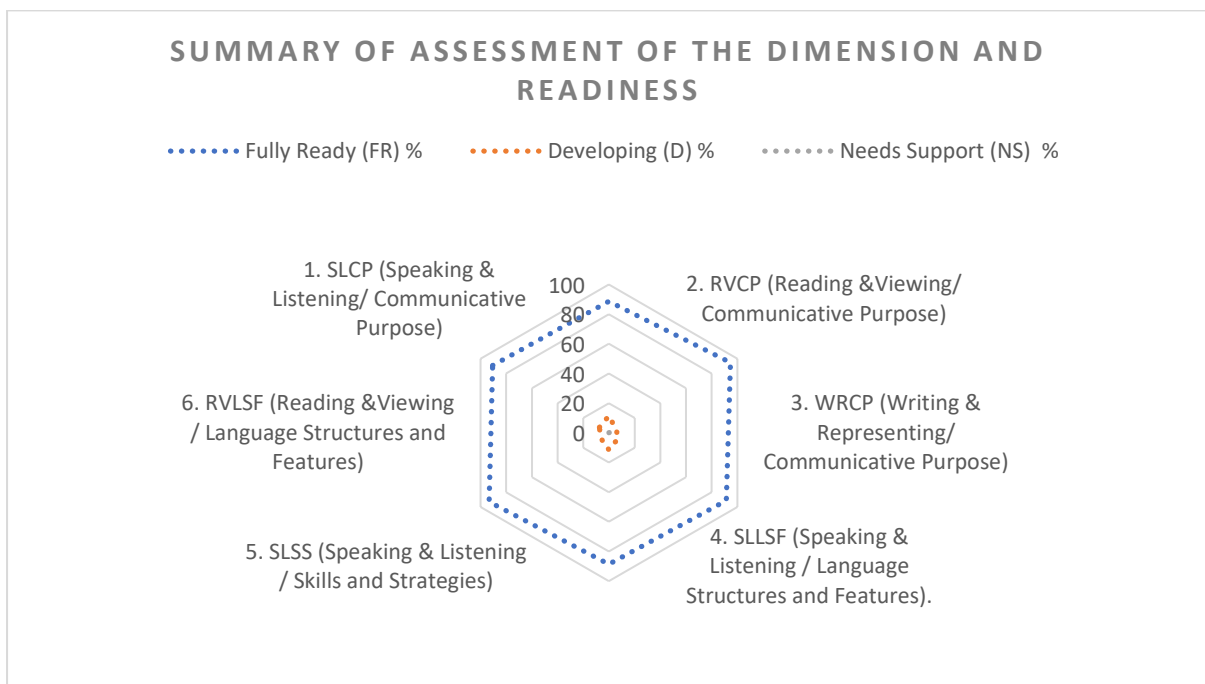 SUMMARY OF ASSESSMENT OF THE DIMENSION AND
READINESS
Fully Ready (FR) %
Developing (D) %
Needs Support (NS) %
1. SLCP (Speaking &
Listening/ Communicative
Purpose)
100
80
60
40
20
0
2. RVCP (Reading &Viewing/
Communicative Purpose)
3. WRCP (Writing &
Representing/
Communicative Purpose)
4. SLLSF (Speaking &
Listening / Language
Structures and Features).
5. SLSS (Speaking & Listening
/ Skills and Strategies)
6. RVLSF (Reading &Viewing
/ Language Structures and
Features)